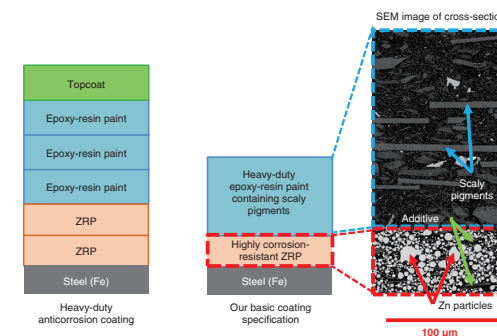 SEM image of cross-sectio
Topcoat
Epoxy-resin paint
Epoxy-resin paint
Epoxy-resin paint
ZRP
ZRP
Steel (Fe)
Heavy-duty
anticorrosion coating
Heavy-duty
epoxy-resin paint
containing scaly
pigments
Highly corrosion-
resistant ZRP
Steel (Fe)
Our basic coating
specification
Scaly
pigments
Additive
Zn particles
100 μm